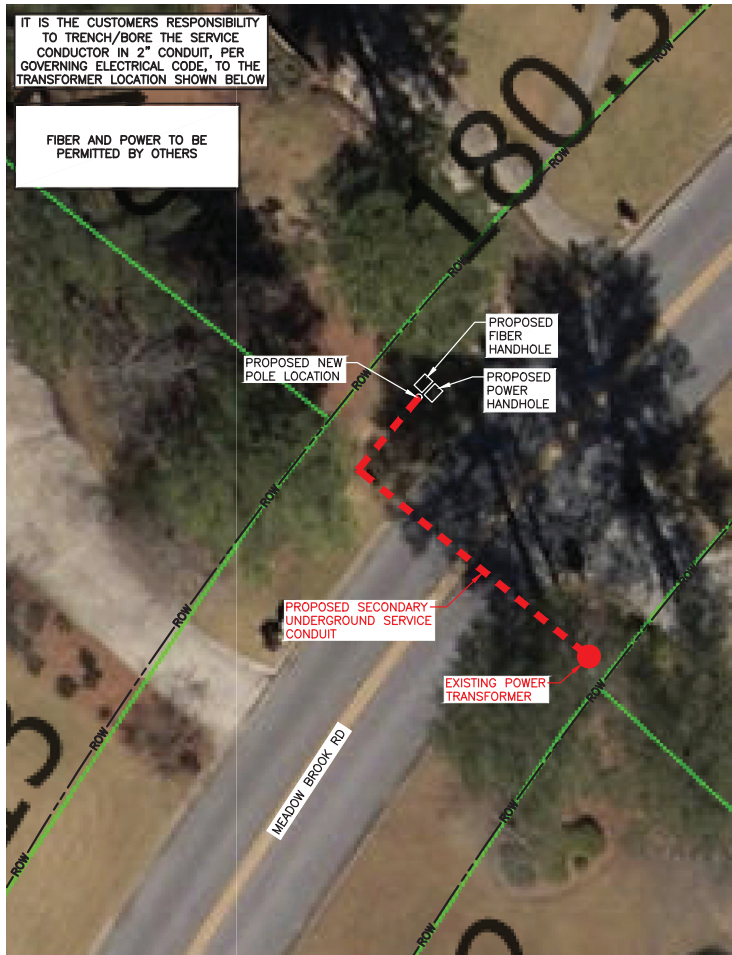 IT IS THE CUSTOMERS RESPONSIBILITY
TO TRENCH/BORE THE SERVICE
CONDUCTOR IN 2" CONDUIT, PER
GOVERNING ELECTRICAL CODE, TO THE
TRANSFORMER LOCATION SHOWN BELOW
FIBER AND POWER TO BE
PERMITTED BY OTHERS
ROW
ROW
ROW
PROPOSED
FIBER
HANDHOLE
PROPOSED NEW
POLE LOCATION
ROW
PROPOSED
POWER
HANDHOLE
ROW
ROW
ROW
PROPOSED SECONDARY
UNDERGROUND SERVICE
CONDUIT
EXISTING POWER
TRANSFORMER
ROW
ROW
MEADOW BROOK RD
ROW
ROW
ROW